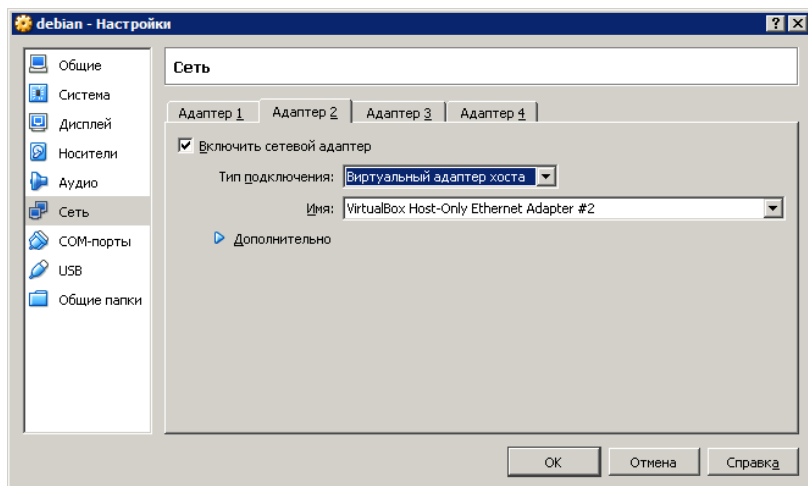 debian - Настройки
Общие
Система
Дисплей
Носители
Аудио
Сеть
COM-порты
USB
Общие папки
Сеть
Адаптер 1 Адаптер 2 Адаптер 3 Адаптер 4
Включить сетевой адаптер
Тип подключения: Виртуальный адаптер хоста
Имя: VirtualBox Host-Only Ethernet Adapter #2
Дополнительно
OK Отмена Справка